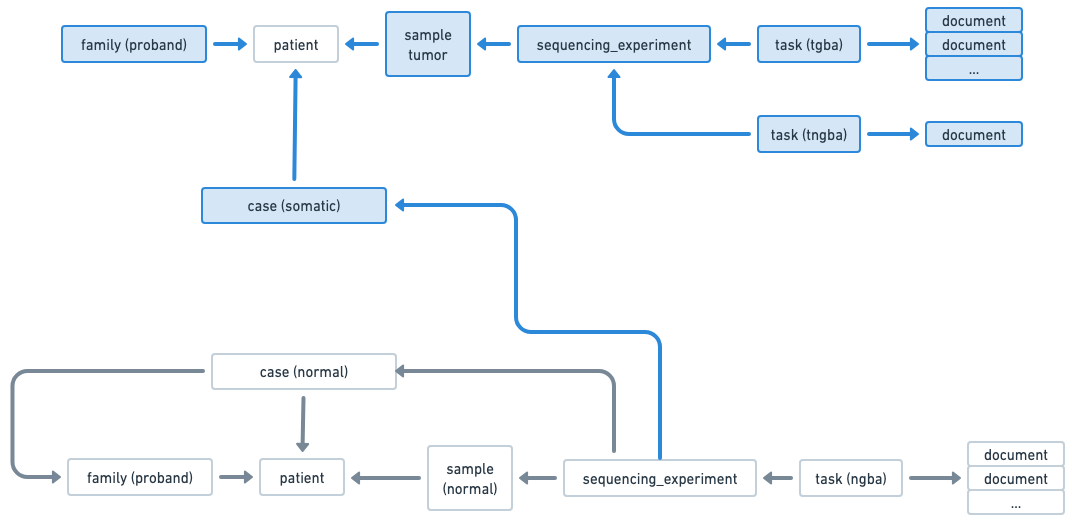 family (proband)
patient
sample
tumor
sequencing_experiment
task (tgba)
document
document
...
task (tngba)
document
case (somatic)
case (normal)
family (proband)
patient
sample
(normal)
sequencing_experiment
task (ngba)
document
document
...